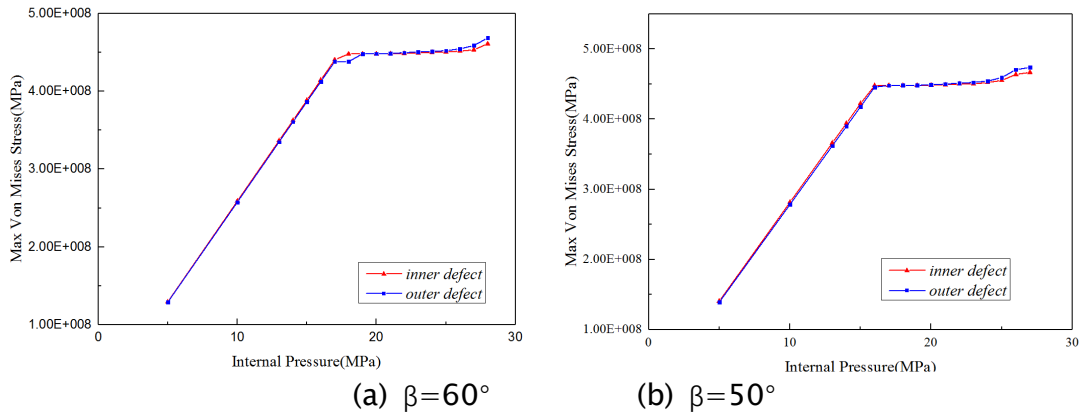 5.00E+008
4.00E+008
3.00E+008
2.00E+008
1.00E+008
0
10
20
30
Max Von Mises Stress(MPa)
Internal Pressure(MPa)
inner defect
outer defect
(a) β=60°
5.00E+008
4.00E+008
3.00E+008
2.00E+008
1.00E+008
0
10
20
30
Max Von Mises Stress(MPa)
Internal Pressure(MPa)
inner defect
outer defect
(b) β=50°